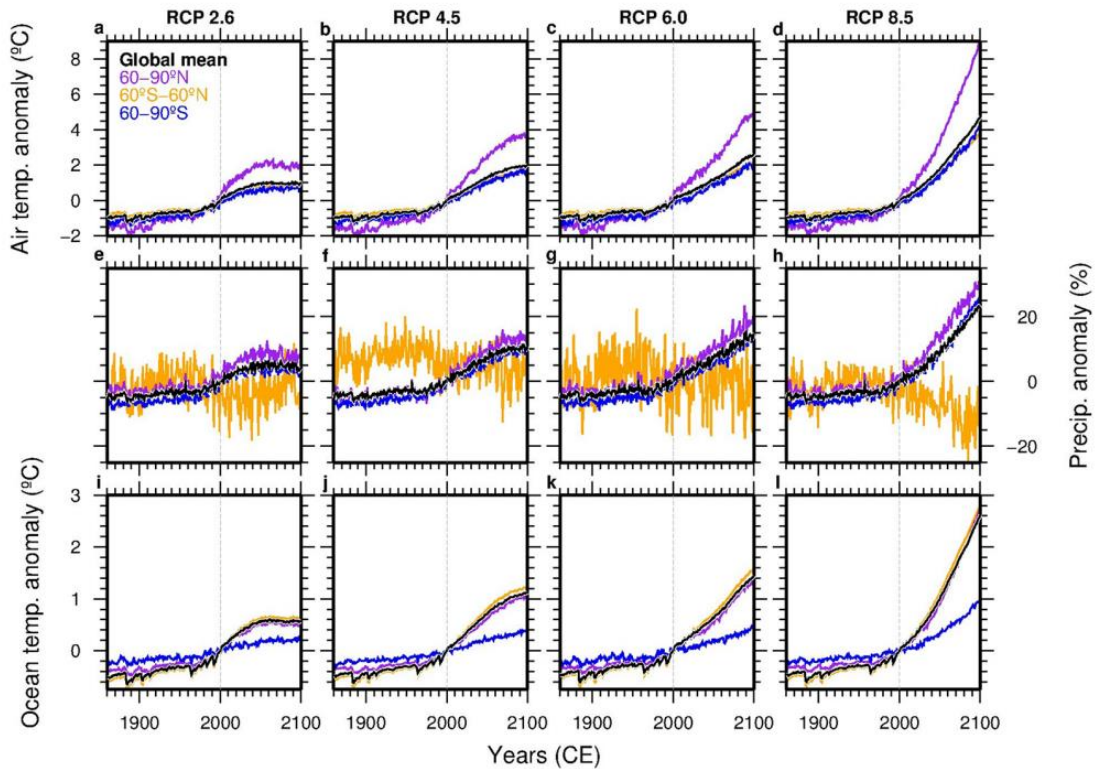 RCP 2.6 RCP 4.5 RCP 6.0 RCP 8.5
a b c d
Air temp. anomaly (ºC)
8
6
4
2
0
−2
Global mean
60−90ºN
60ºS−60ºN
60−90ºS
e f g h
Precip. anomaly (%)
20
0
−20
i j k l
Ocean temp. anomaly (ºC)
3
2
1
0
1900 2000 2100 1900 2000 2100 1900 2000 2100 1900 2000 2100
Years (CE)